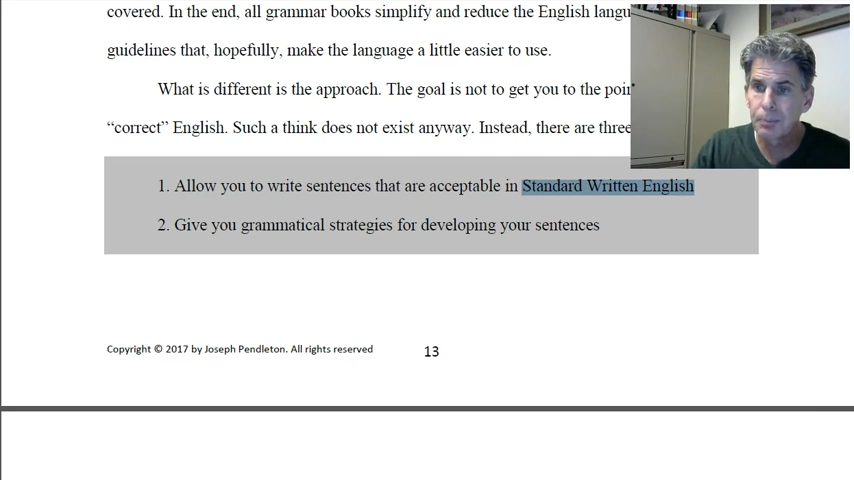 covered. In the end, all grammar books simplify and reduce the English
guidelines that, hopefully, make the language a little easier to use.
What is different is the approach. The goal is not to get you to the
“correct” English. Such a think does not exist anyway. Instead, there are three
1. Allow you to write sentences that are acceptable in Standard Written English
2. Give you grammatical strategies for developing your sentences
Copyright © 2017 by Joseph Pendleton. All rights reserved
13